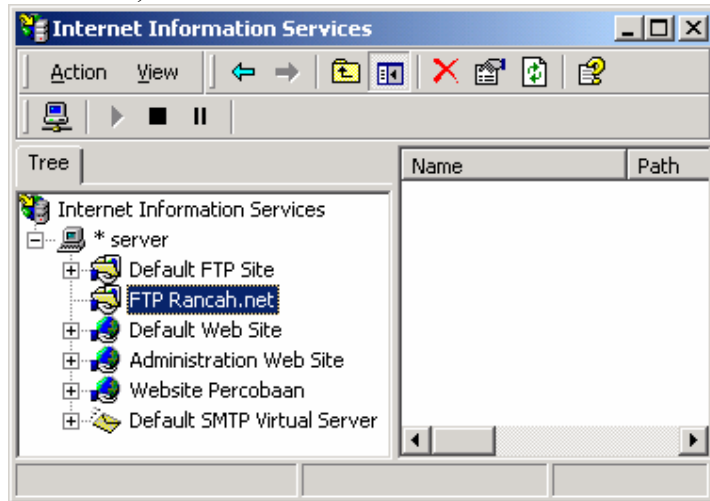 Internet Information Services
Action View
Tree
Name Path
Internet Information Services
* server
Default FTP Site
FTP Rancah.net
Default Web Site
Administration Web Site
Website Percobaan
Default SMTP Virtual Server